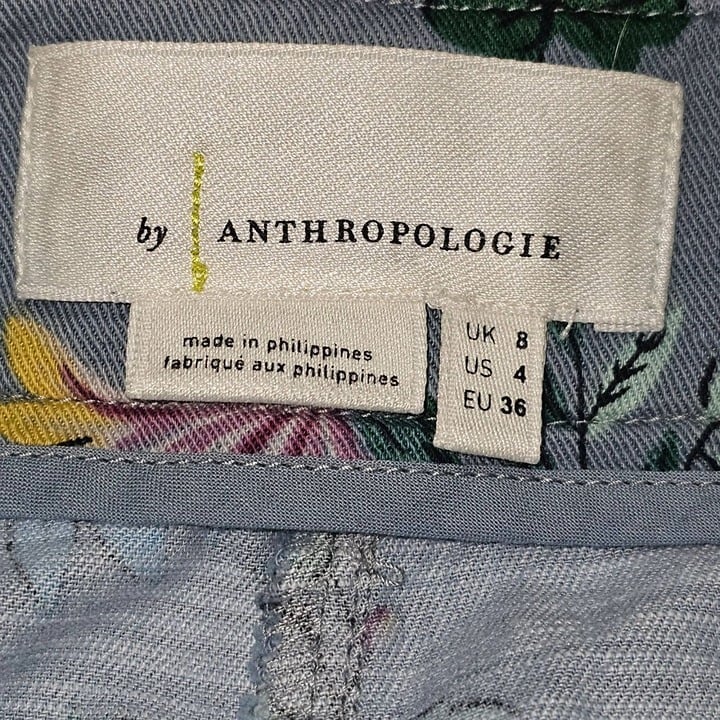 by ANTHROPOLOGIE
made in philippines
fabriqué aux philippines
UK 8
US 4
EU 36